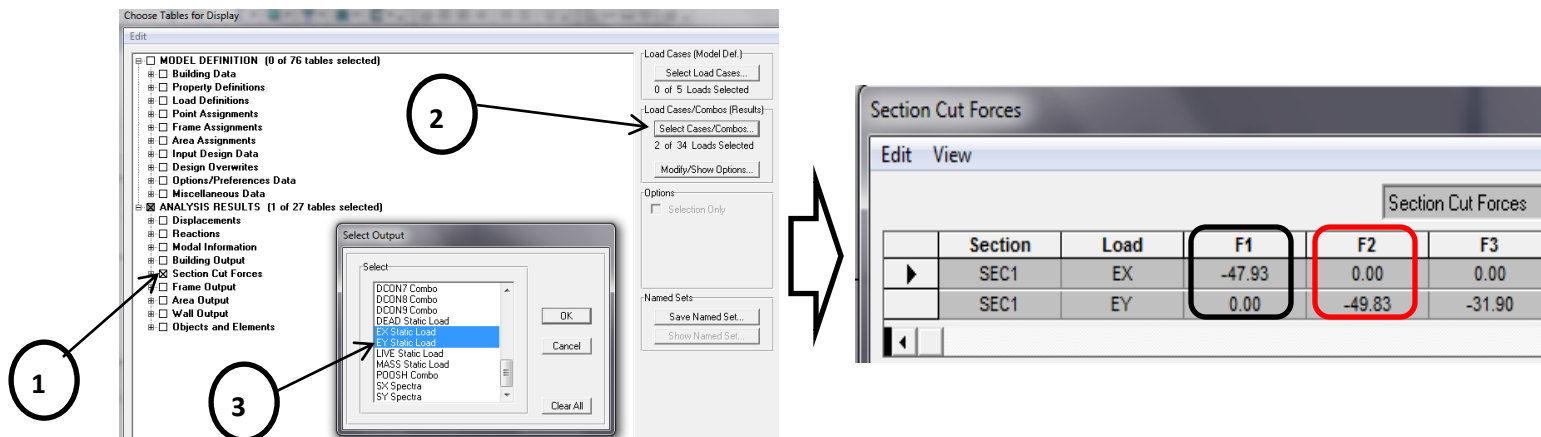 Choose Tables for Display
Edit
MODEL DEFINITION (0 of 76 tables selected)
Building Data
Property Definitions
Load Definitions
Point Assignments
Frame Assignments
Area Assignments
Input Design Data
Design Overwrites
Options/Preferences Data
Miscellaneous Data
ANALYSIS RESULTS (1 of 27 tables selected)
Displacements
Reactions
Modal Information
Building Output
Section Cut Forces
Frame Output
Area Output
Wall Output
Objects and Elements
Load Cases (Model Def.)
Select Load Cases...
0 of 5 Loads Selected
Load Cases/Combos (Results)
Select Cases/Combos...
2 of 34 Loads Selected
Modify/Show Options...
Options
Selection Only
Named Sets
Save Named Set...
Show Named Set...
Select Output
Select
DCON7 Combo
DCON8 Combo
DCON9 Combo
DEAD Static Load
EX Static Load
EY Static Load
LIVE Static Load
MASS Static Load
POOSH Combo
SX Spectra
SY Spectra
OK
Cancel
Clear All
1
2
3
Section Cut Forces
Edit View
Section Cut Forces
Section Load F1 F2 F3
SEC1 EX -47.93 0.00 0.00
SEC1 EY 0.00 -49.83 -31.90